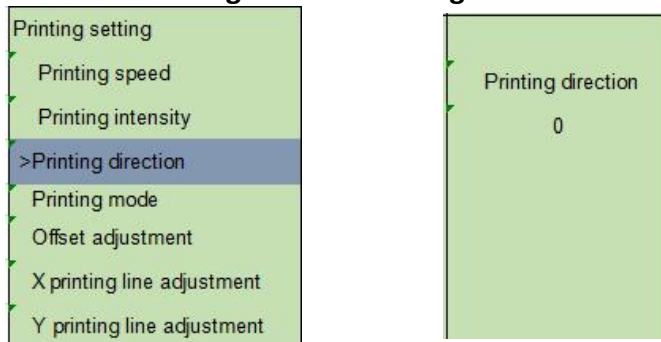 Printing setting
Printing speed
Printing intensity
>Printing direction
Printing mode
Offset adjustment
X printing line adjustment
Y printing line adjustment
Printing direction
0